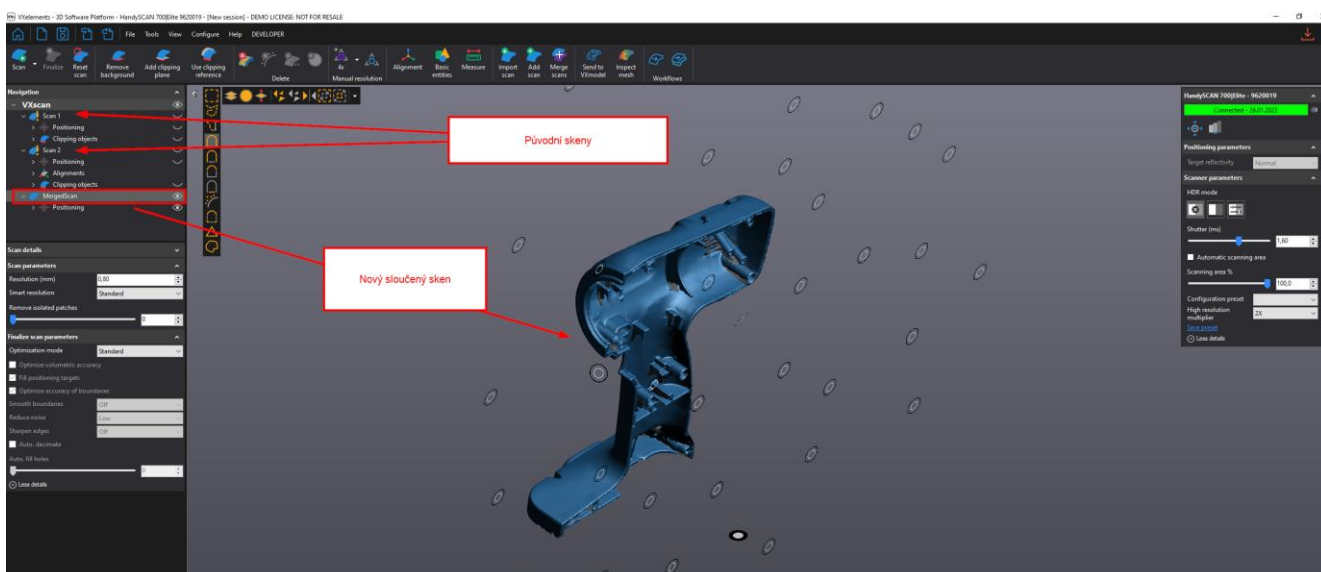 VXelements - 3D Software Platform - HandySCAN 700|Elite 9620019 - [New session] - DEMO LICENSE: NOT FOR RESALE
File Tools View Configure Help DEVELOPER
Scan Finalize Reset scan Remove background Add clipping plane Use clipping reference Delete 4x Manual resolution Alignment Basic entities Measure Import scan Add scan Merge scans Send to VXmodel Inspect mesh Workflows
Navigation
VXscan
Scan 1
Positioning
Clipping objects
Scan 2
Positioning
Alignments
Clipping objects
MergedScan
Positioning
Scan details
Scan parameters
Resolution (mm) 0,80
Smart resolution Standard
Remove isolated patches
0
Finalize scan parameters
Optimization mode Standard
Optimize volumetric accuracy
Fill positioning targets
Optimize accuracy of boundaries
Smooth boundaries Off
Reduce noise Low
Sharpen edges Off
Auto. decimate
Auto. fill holes
0
Less details
Původní skeny
Nový sloučený sken
HandySCAN 700|Elite - 9620019
Connected - 26.01.2023
Positioning parameters
Target reflectivity Normal
Scanner parameters
HDR mode
Shutter (ms)
1,60
Automatic scanning area
Scanning area %
100,0
Configuration preset
High resolution
multiplier 2X
Save preset
Less details